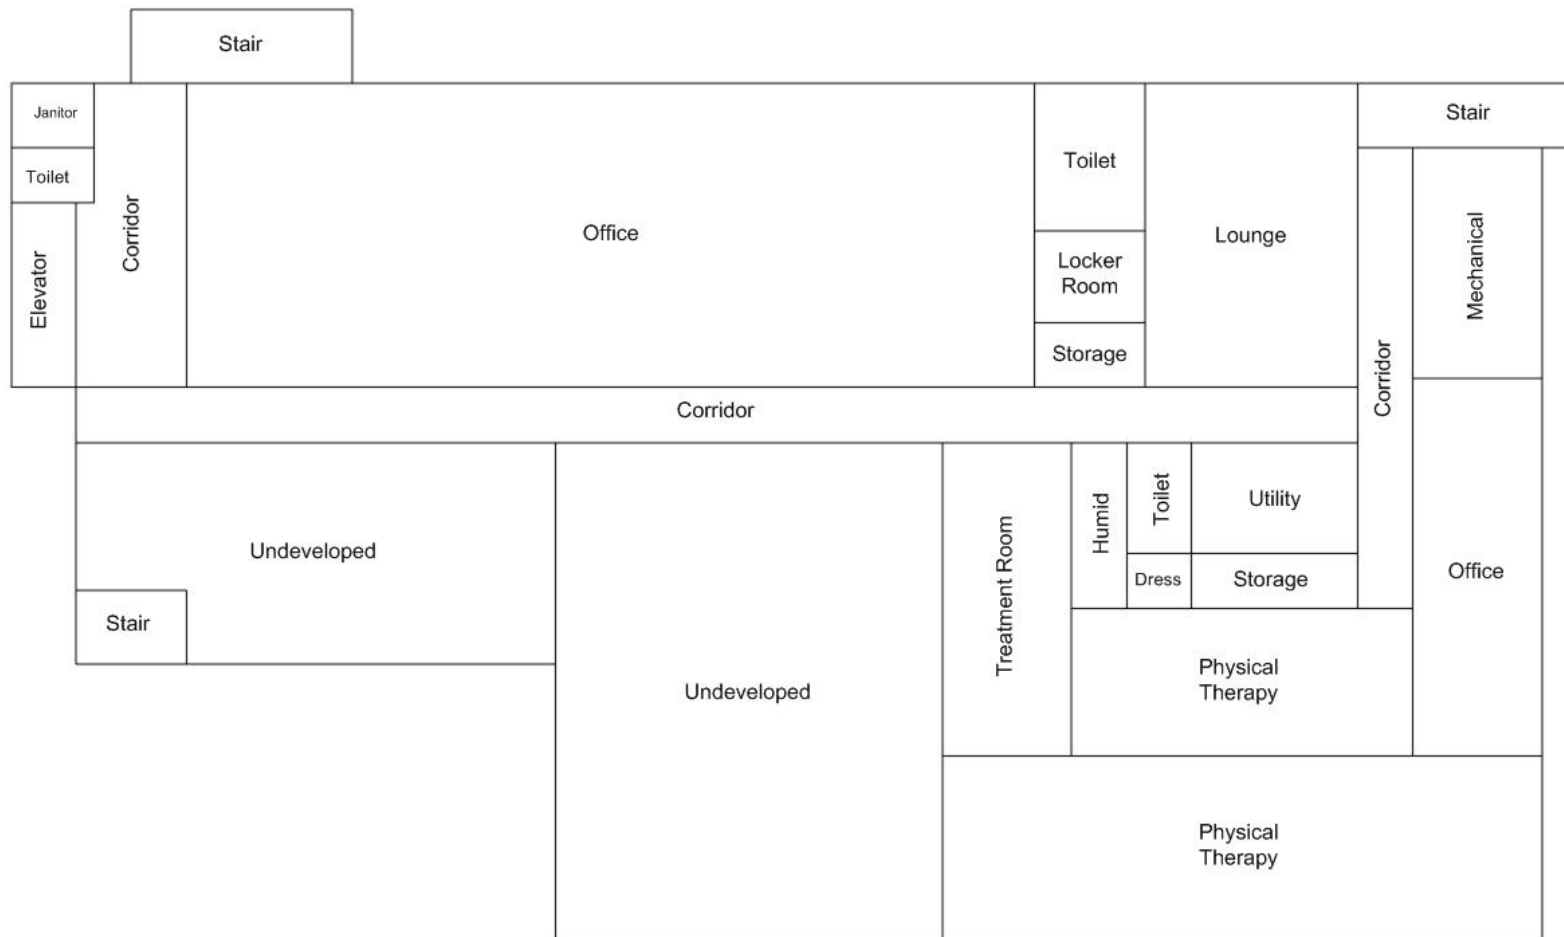 Stair
Janitor
Stair
Toilet
Toilet
Corridor
Office
Lounge
Mechanical
Locker
Room
Elevator
Storage
Corridor
Corridor
Undeveloped
Treatment Room
Humid
Toilet
Utility
Dress
Storage
Office
Stair
Undeveloped
Physical
Therapy
Physical
Therapy